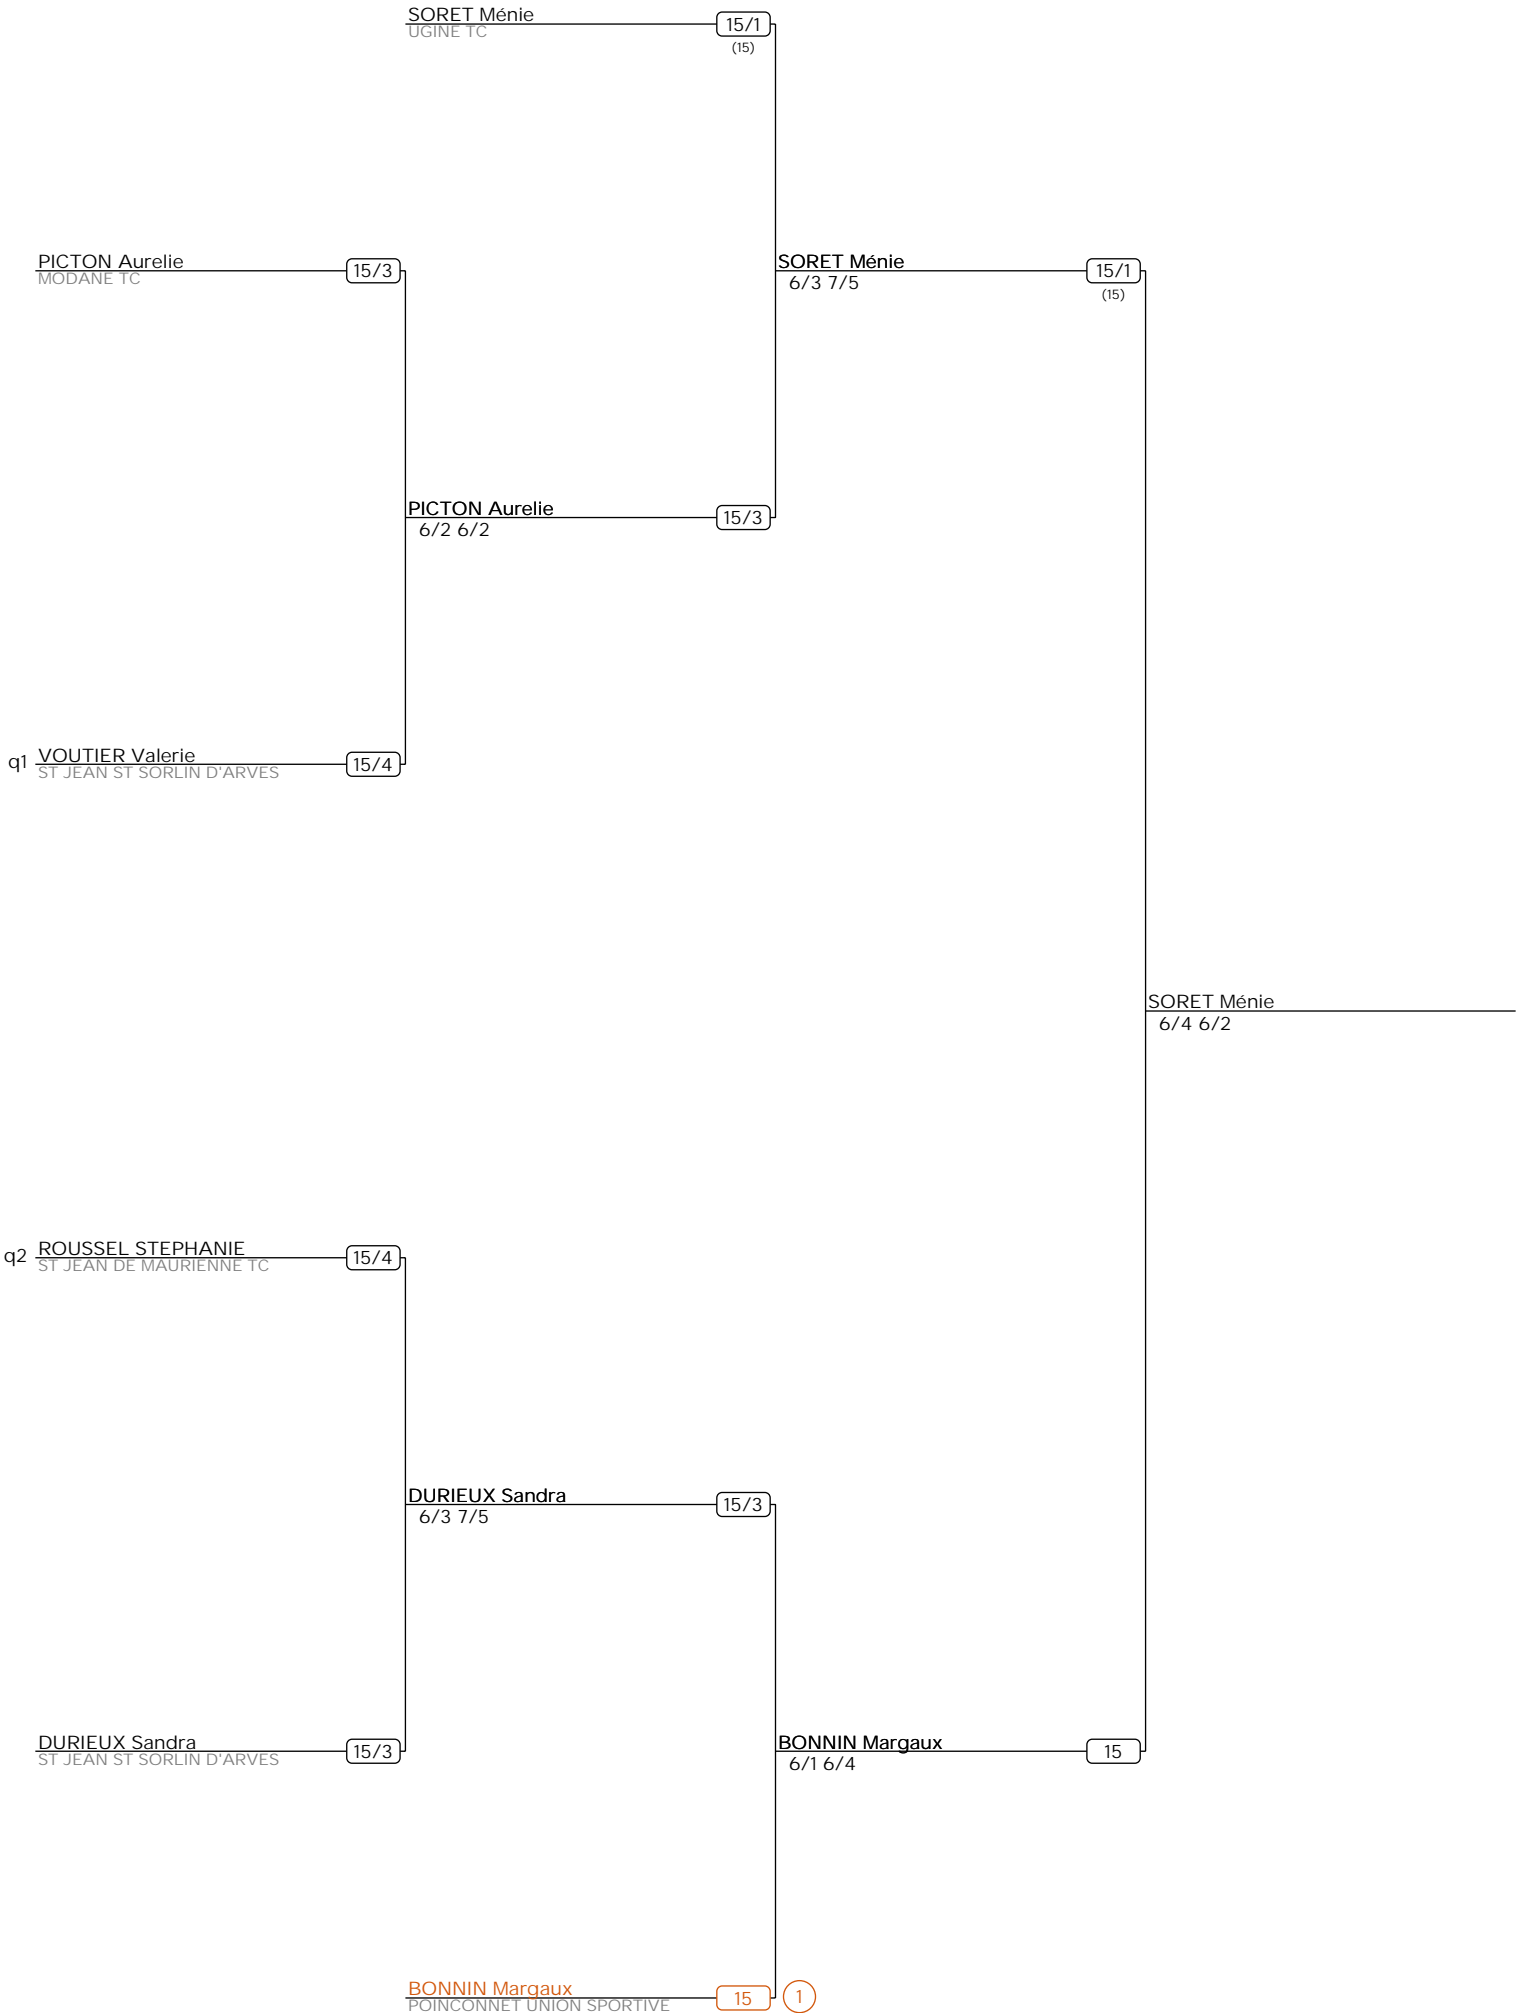 SORET Ménie
UGINE TC
15/1
(15)
PICTON Aurelie
MODANE TC
15/3
SORET Ménie
6/3 7/5
15/1
(15)
PICTON Aurelie
6/2 6/2
15/3
q1 VOUTIER Valerie
ST JEAN ST SORLIN D'ARVES
15/4
SORET Ménie
6/4 6/2
q2 ROUSSEL STEPHANIE
ST JEAN DE MAURIENNE TC
15/4
DURIEUX Sandra
6/3 7/5
15/3
DURIEUX Sandra
ST JEAN ST SORLIN D'ARVES
15/3
BONNIN Margaux
6/1 6/4
15
BONNIN Margaux
POINCONNET UNION SPORTIVE
15
1